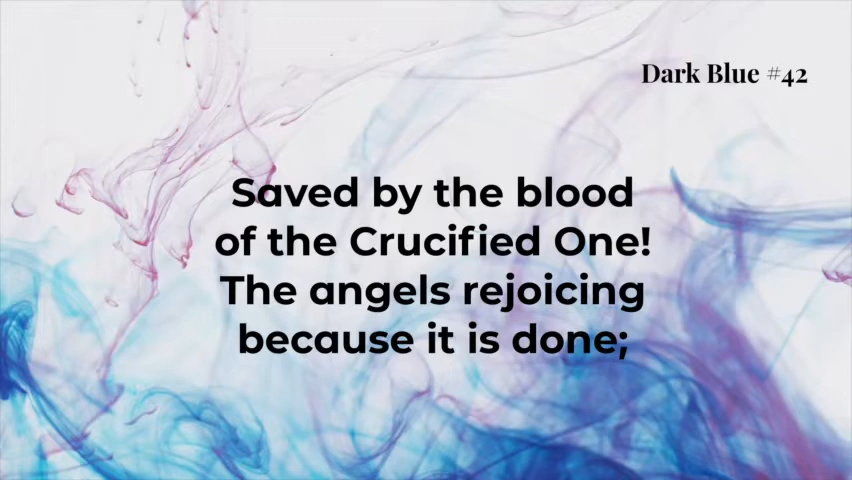 Dark Blue #42
Saved by the blood
of the Crucified One!
The angels rejoicing
because it is done;